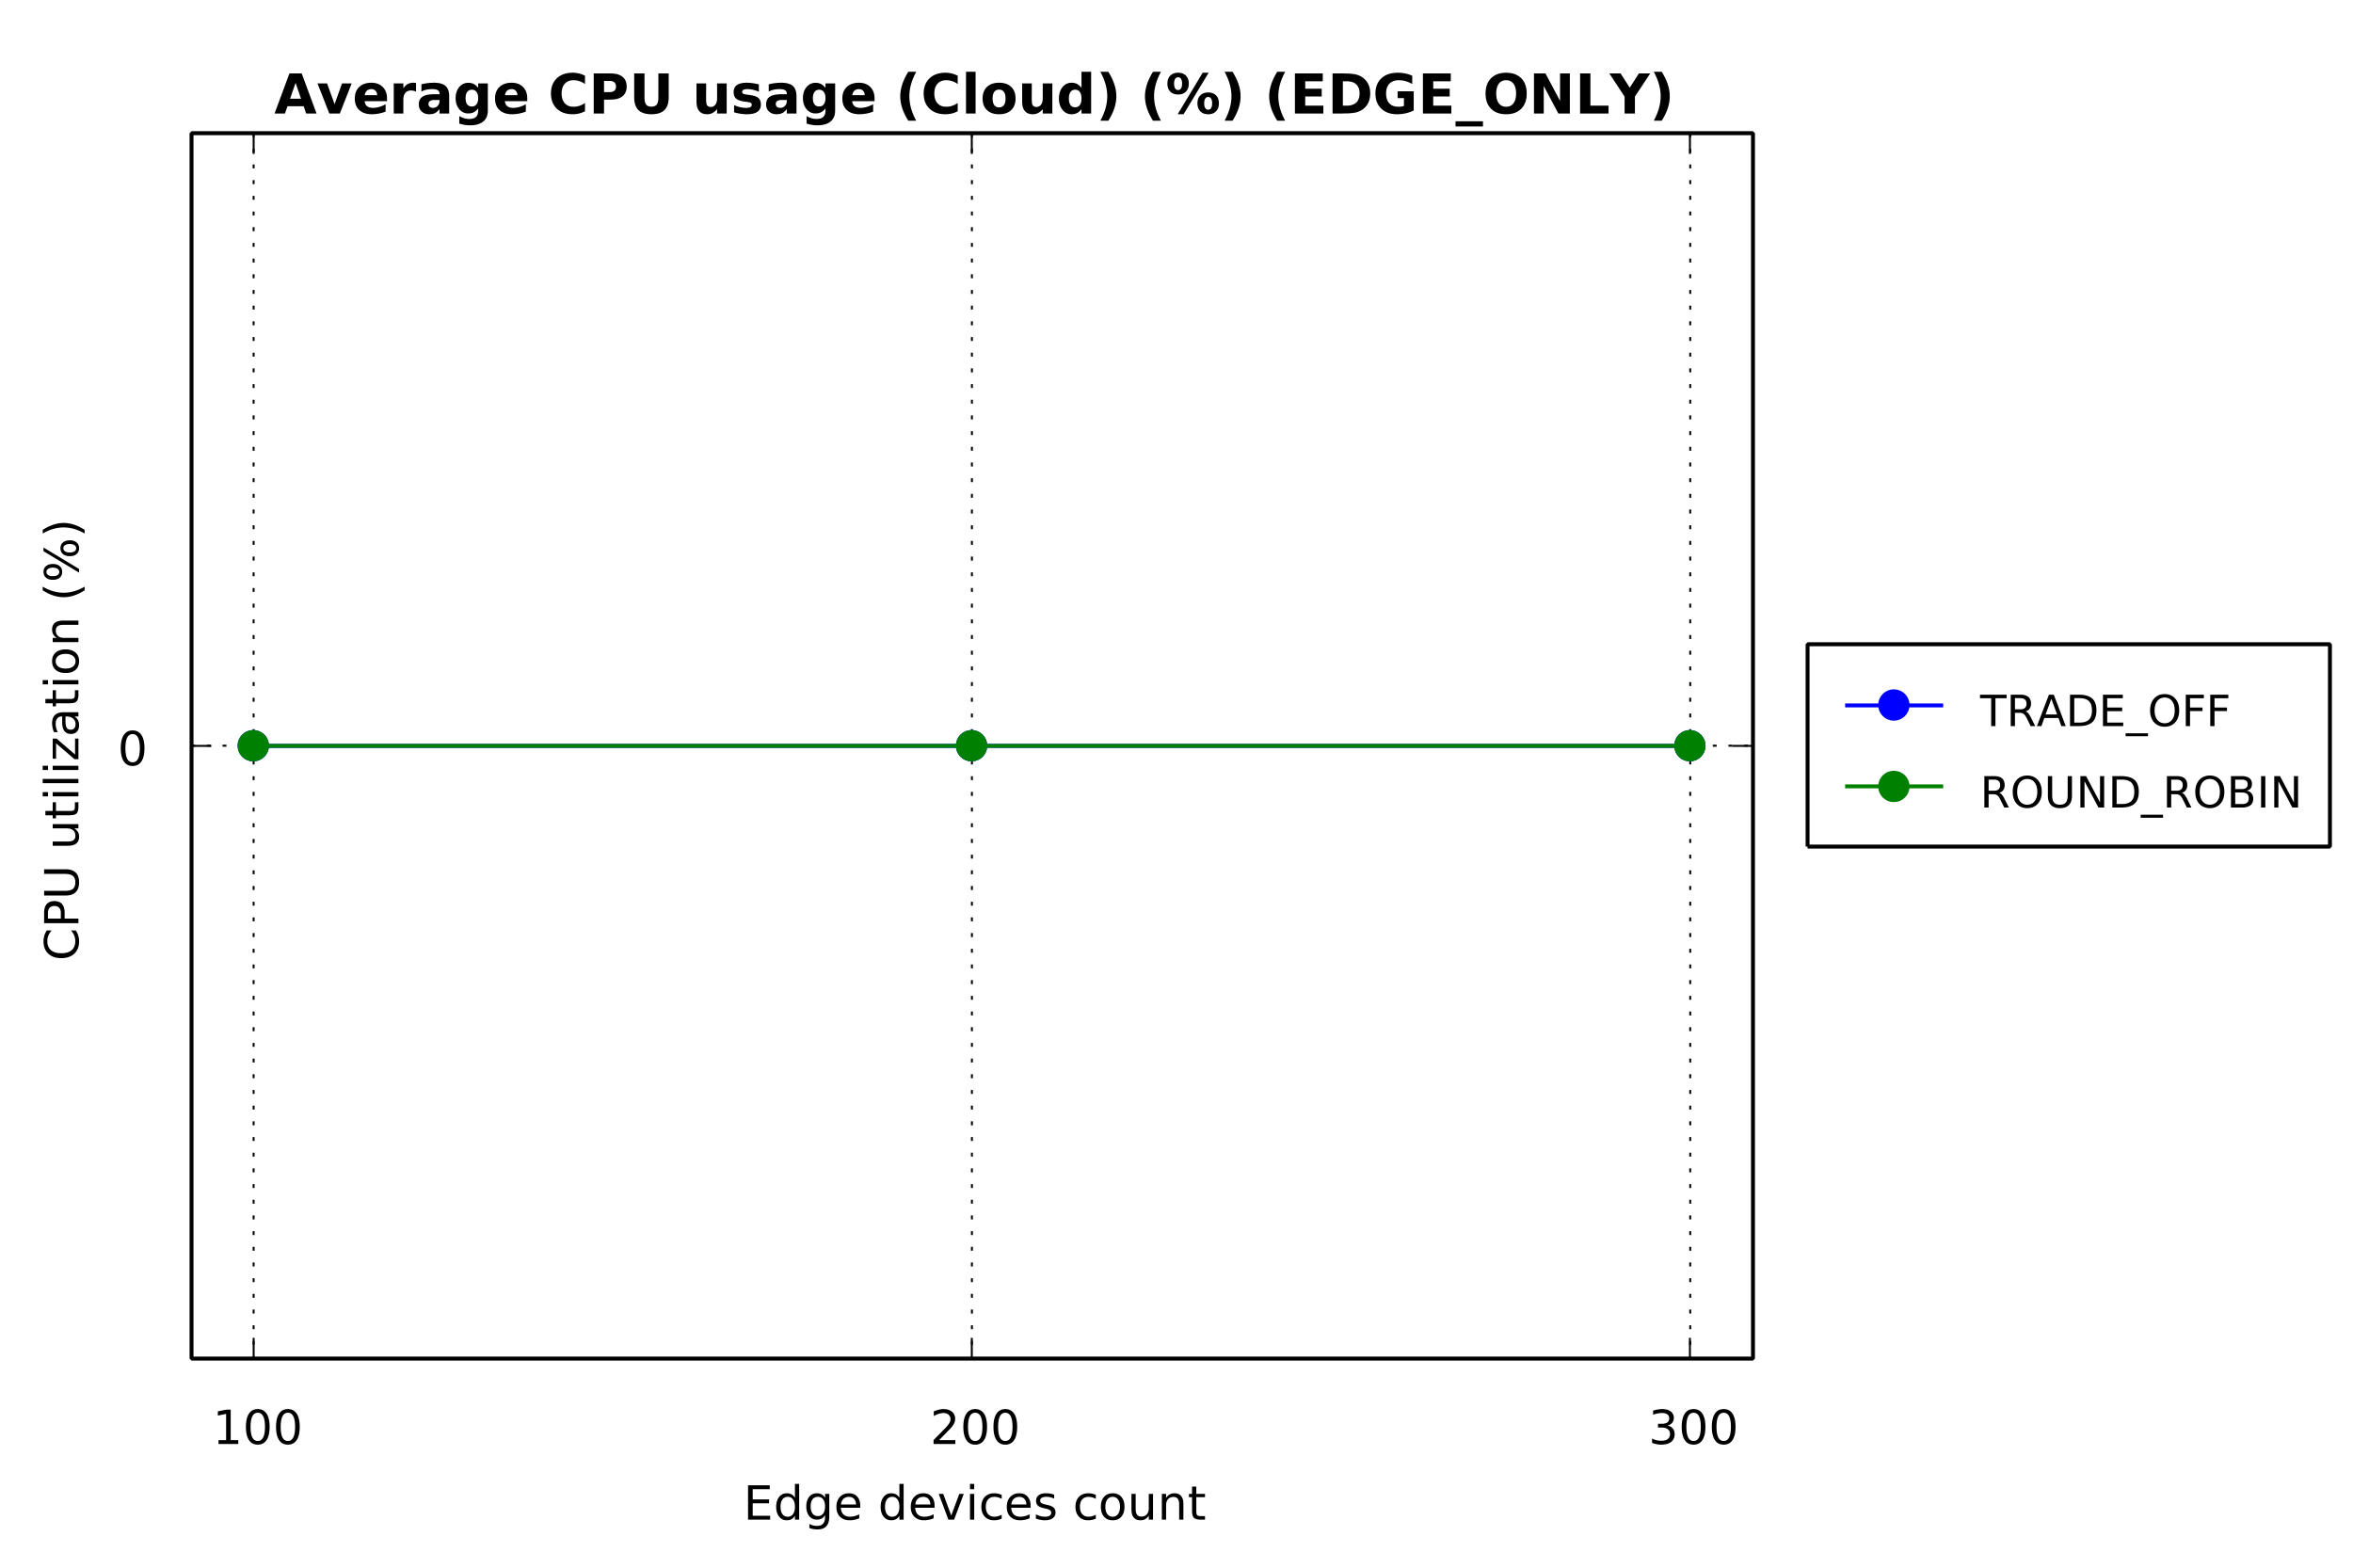 Average CPU usage (Cloud) (%) (EDGE_ONLY)
CPU utilization (%)
0
TRADE_OFF
ROUND_ROBIN
100 200 300
Edge devices count